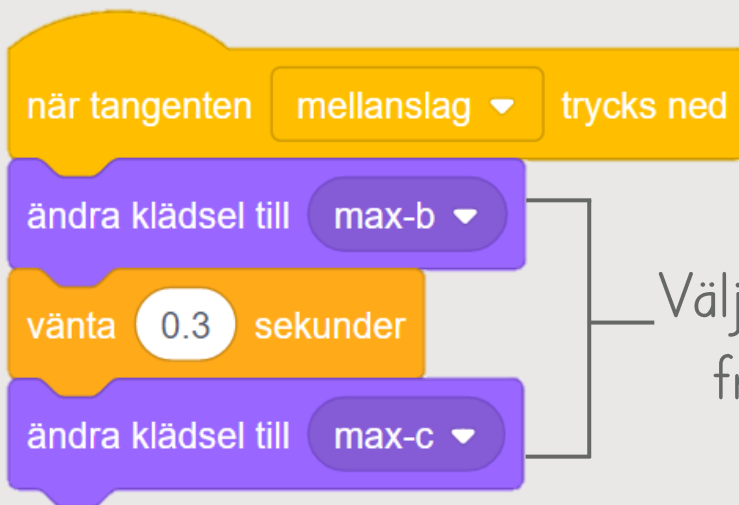 när tangenten mellanslag trycks ned
ändra klädsel till max-b
vänta 0.3 sekunder
ändra klädsel till max-c